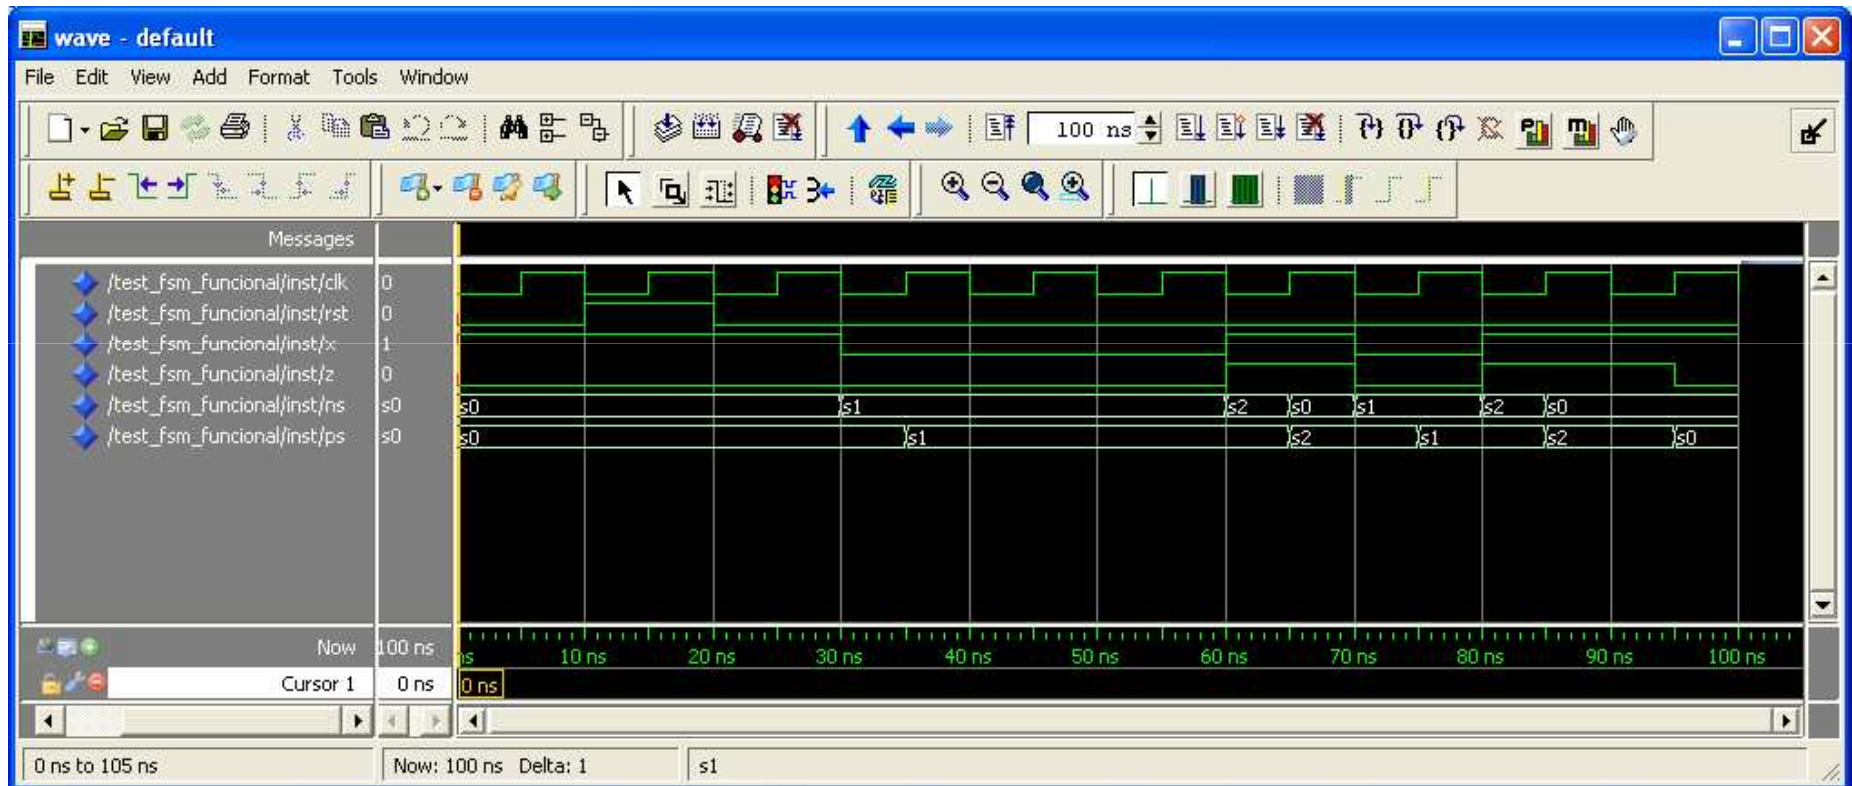 wave - default
File Edit View Add Format Tools Window
100 ns
Messages
/test_fsm_funcional/inst/clk 0
/test_fsm_funcional/inst/rst 0
/test_fsm_funcional/inst/x 1
/test_fsm_funcional/inst/z 0
/test_fsm_funcional/inst/ns s0 s0 s1 s2 s0 s1 s2 s0
/test_fsm_funcional/inst/ps s0 s0 s1 s2 s1 s2 s0
Now 100 ns ns 10 ns 20 ns 30 ns 40 ns 50 ns 60 ns 70 ns 80 ns 90 ns 100 ns
Cursor 1 0 ns 0 ns
0 ns to 105 ns Now: 100 ns Delta: 1 s1